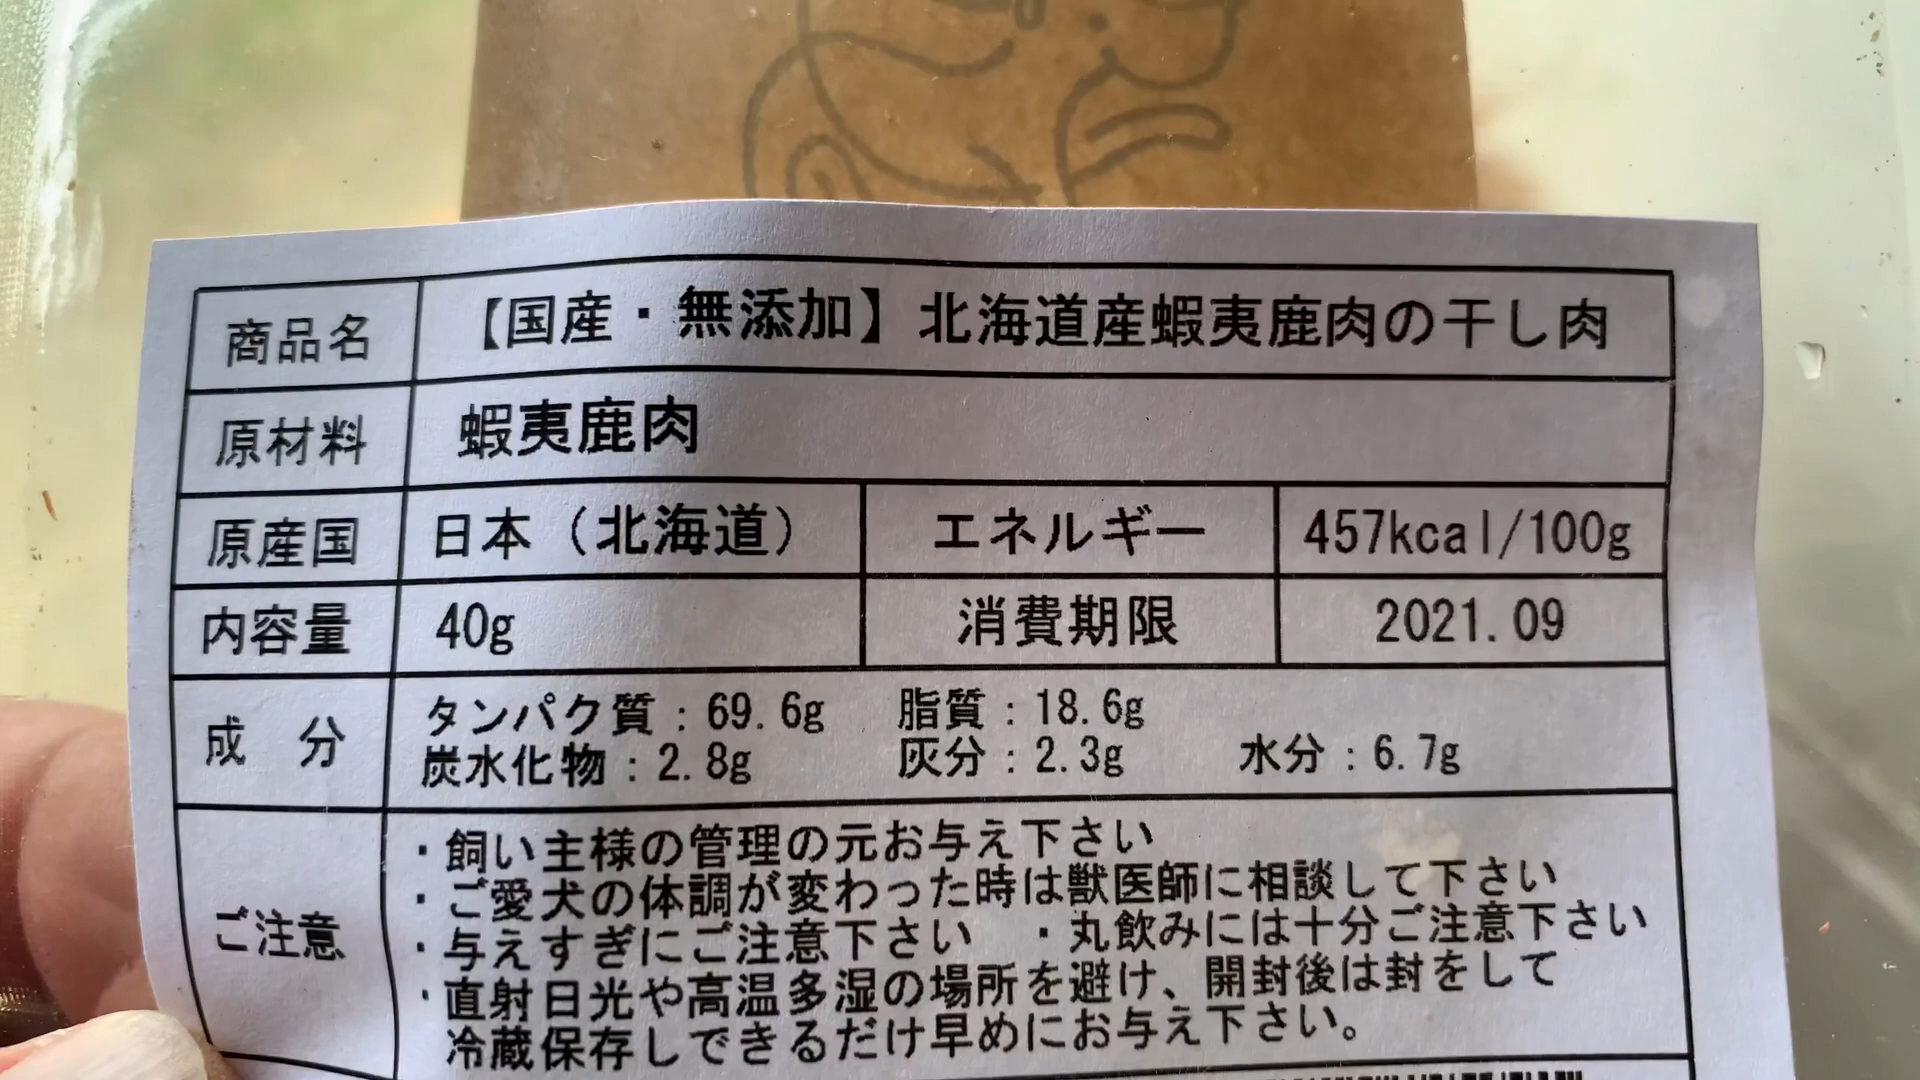 商品名 【国産・無添加】北海道産蝦夷鹿肉の干し肉
原材料 蝦夷鹿肉
原産国 日本（北海道） エネルギー 457kcal/100g
内容量 40g 消費期限 2021.09
成 分 タンパク質：69.6g 脂質：18.6g
炭水化物：2.8g 灰分：2.3g 水分：6.7g
ご注意 ・飼い主様の管理の元お与え下さい
・ご愛犬の体調が変わった時は獣医師に相談して下さい
・与えすぎにご注意下さい ・丸飲みには十分ご注意下さい
・直射日光や高温多湿の場所を避け、開封後は封をして
冷蔵保存しできるだけ早めにお与え下さい。